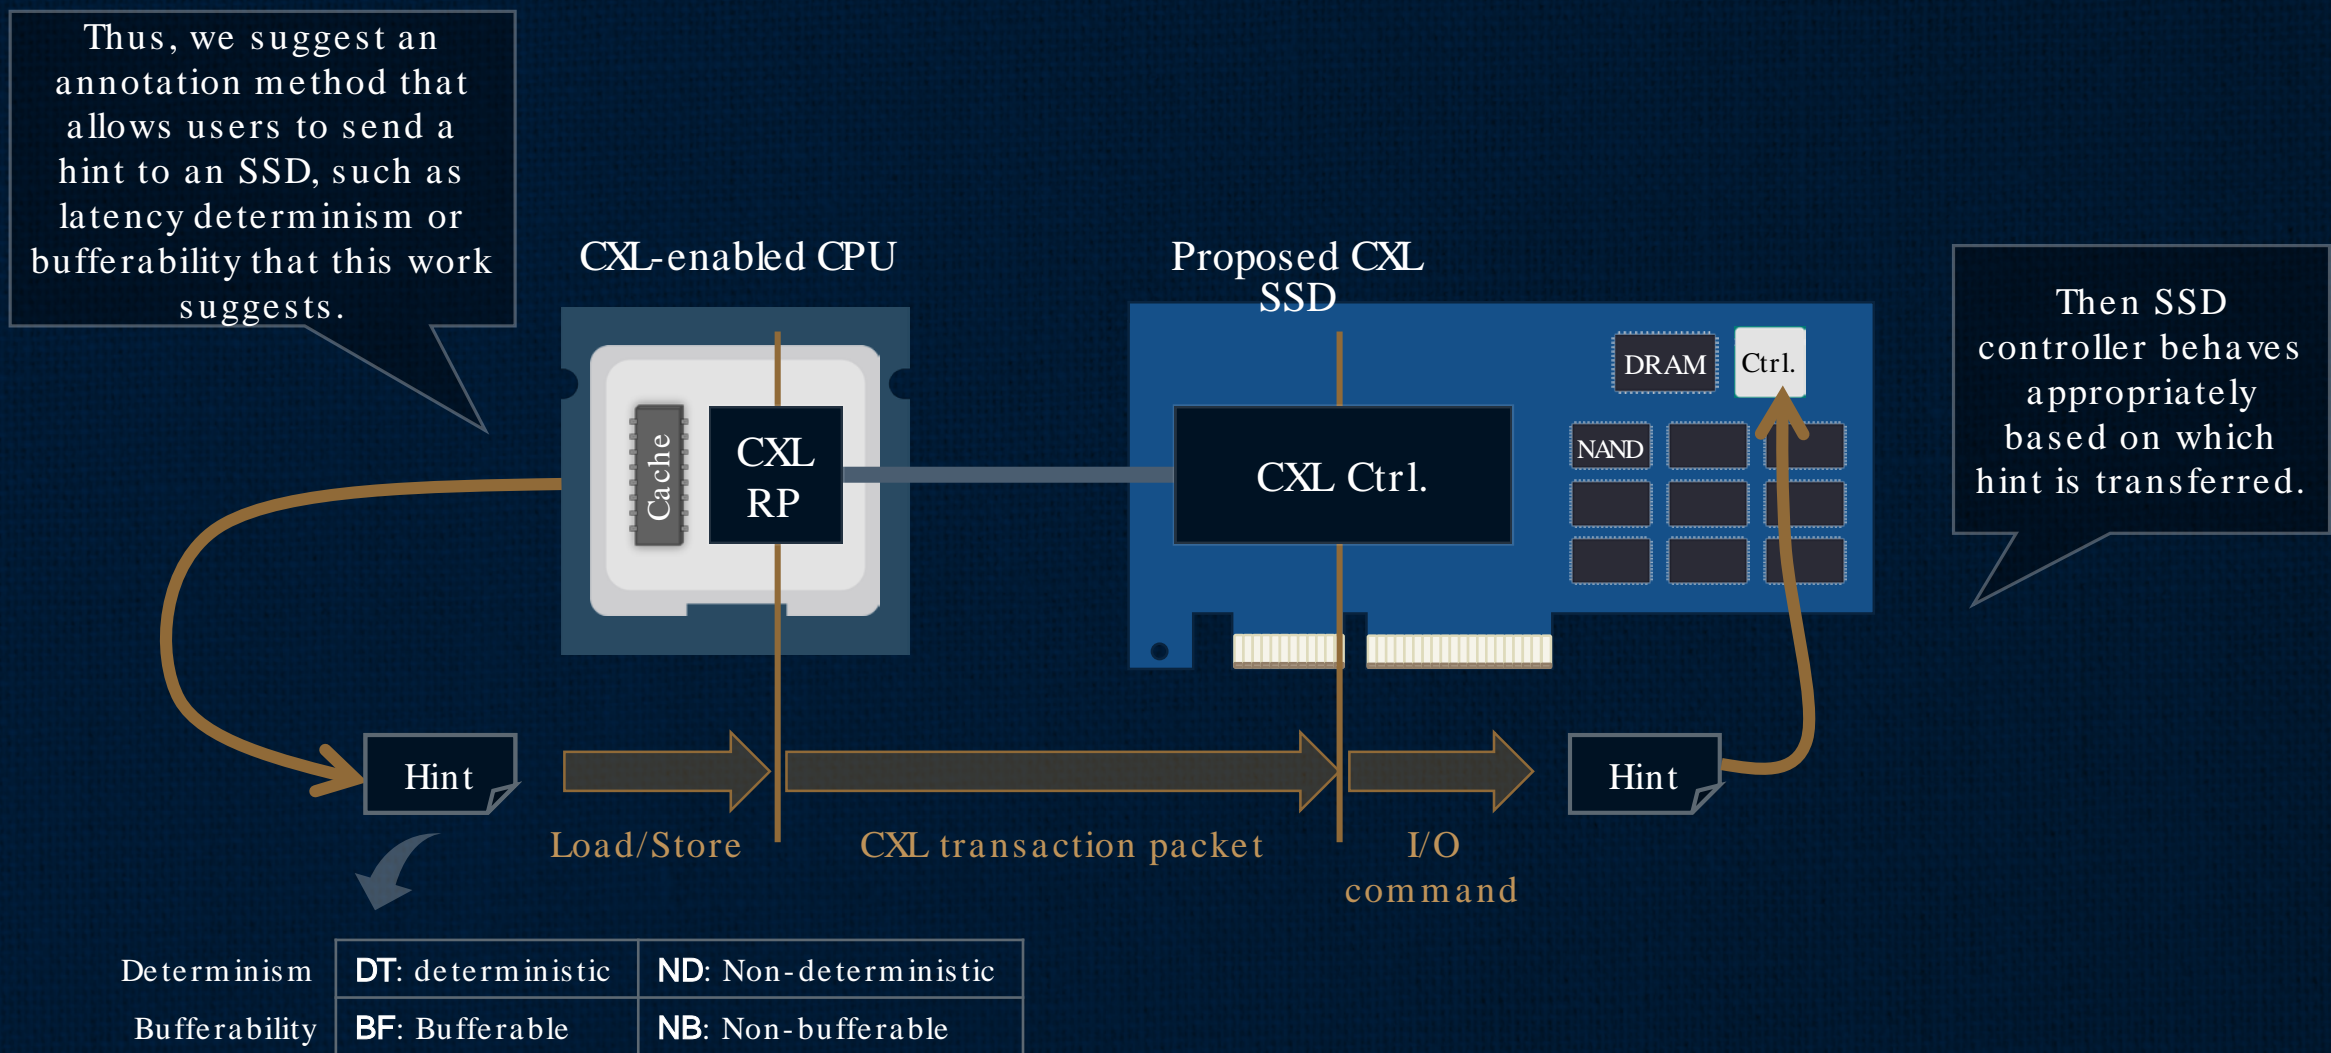 Thus, we suggest an
annotation method that
allows users to send a
hint to an SSD, such as
latency determinism or
bufferability that this work
suggests.
CXL-enabled CPU
Proposed CXL
SSD
Then SSD
controller behaves
appropriately
based on which
hint is transferred.
Cache
CXL
RP
CXL Ctrl.
DRAM
Ctrl.
NAND
Hint
Hint
Load/Store
CXL transaction packet
I/O
command
Determinism DT: deterministic ND: Non-deterministic
Bufferability BF: Bufferable NB: Non-bufferable